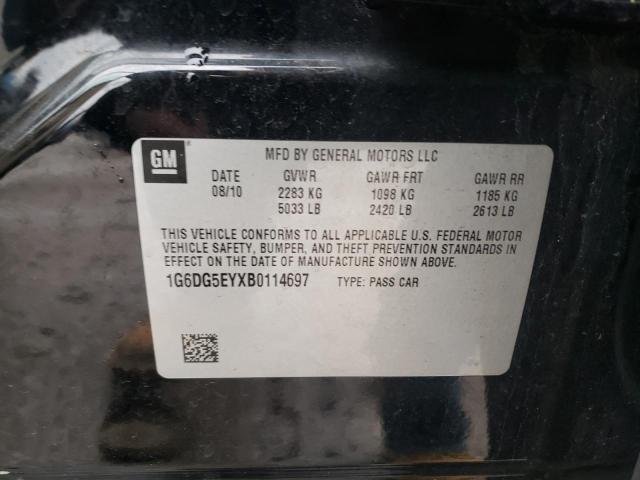 GM
MFD BY GENERAL MOTORS LLC
DATE GVWR GAWR FRT GAWR RR
08/10 2283 KG 1098 KG 1185 KG
5033 LB 2420 LB 2613 LB
THIS VEHICLE CONFORMS TO ALL APPLICABLE U.S. FEDERAL MOTOR
VEHICLE SAFETY, BUMPER, AND THEFT PREVENTION STANDARDS IN
EFFECT ON THE DATE OF MANUFACTURE SHOWN ABOVE.
1G6DG5EYXB0114697 TYPE: PASS CAR